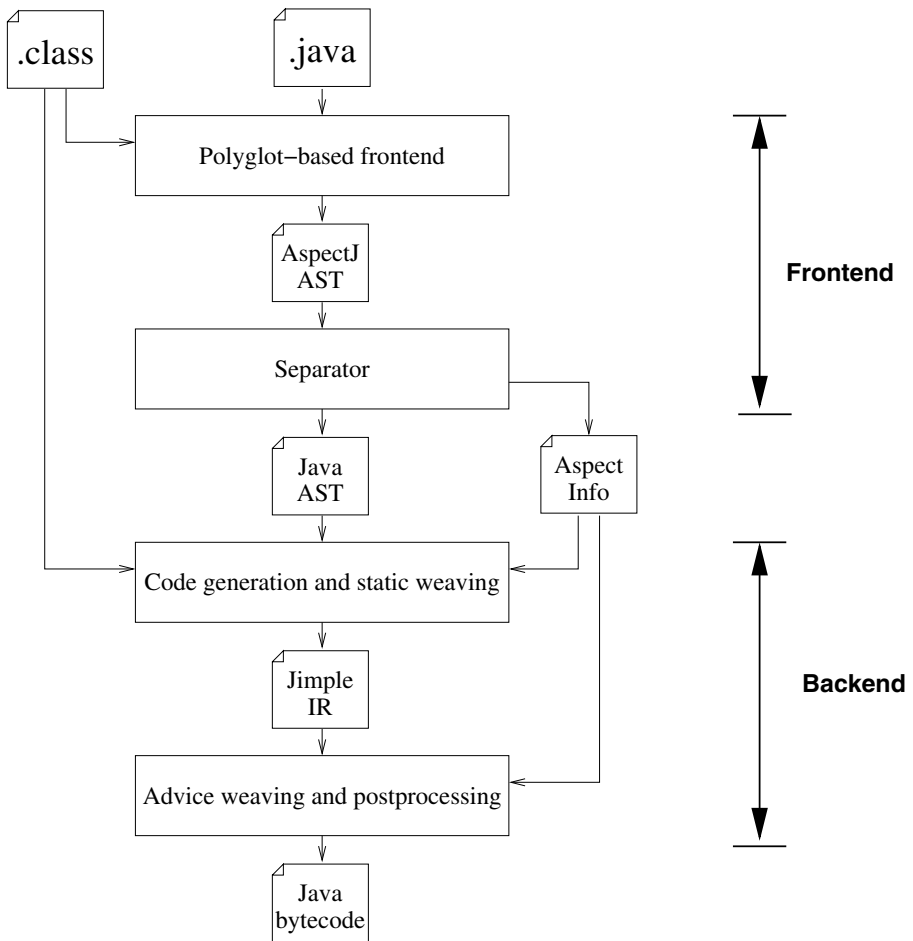 .class
.java
Polyglot−based frontend
AspectJ
AST
Frontend
Separator
Java
AST
Aspect
Info
Code generation and static weaving
Jimple
IR
Backend
Advice weaving and postprocessing
Java
bytecode